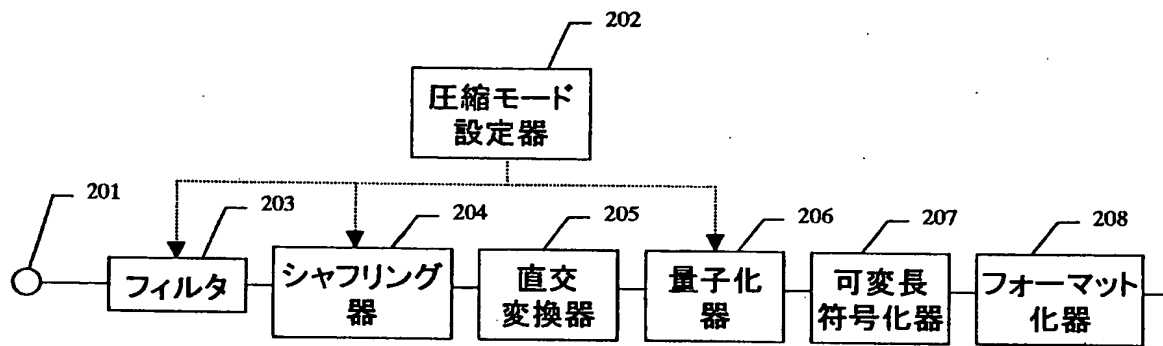 202
圧縮モード
設定器
201
203
204
205
206
207
208
フィルタ
シャフリング
器
直交
変換器
量子化
器
可変長
符号化器
フォーマット
化器